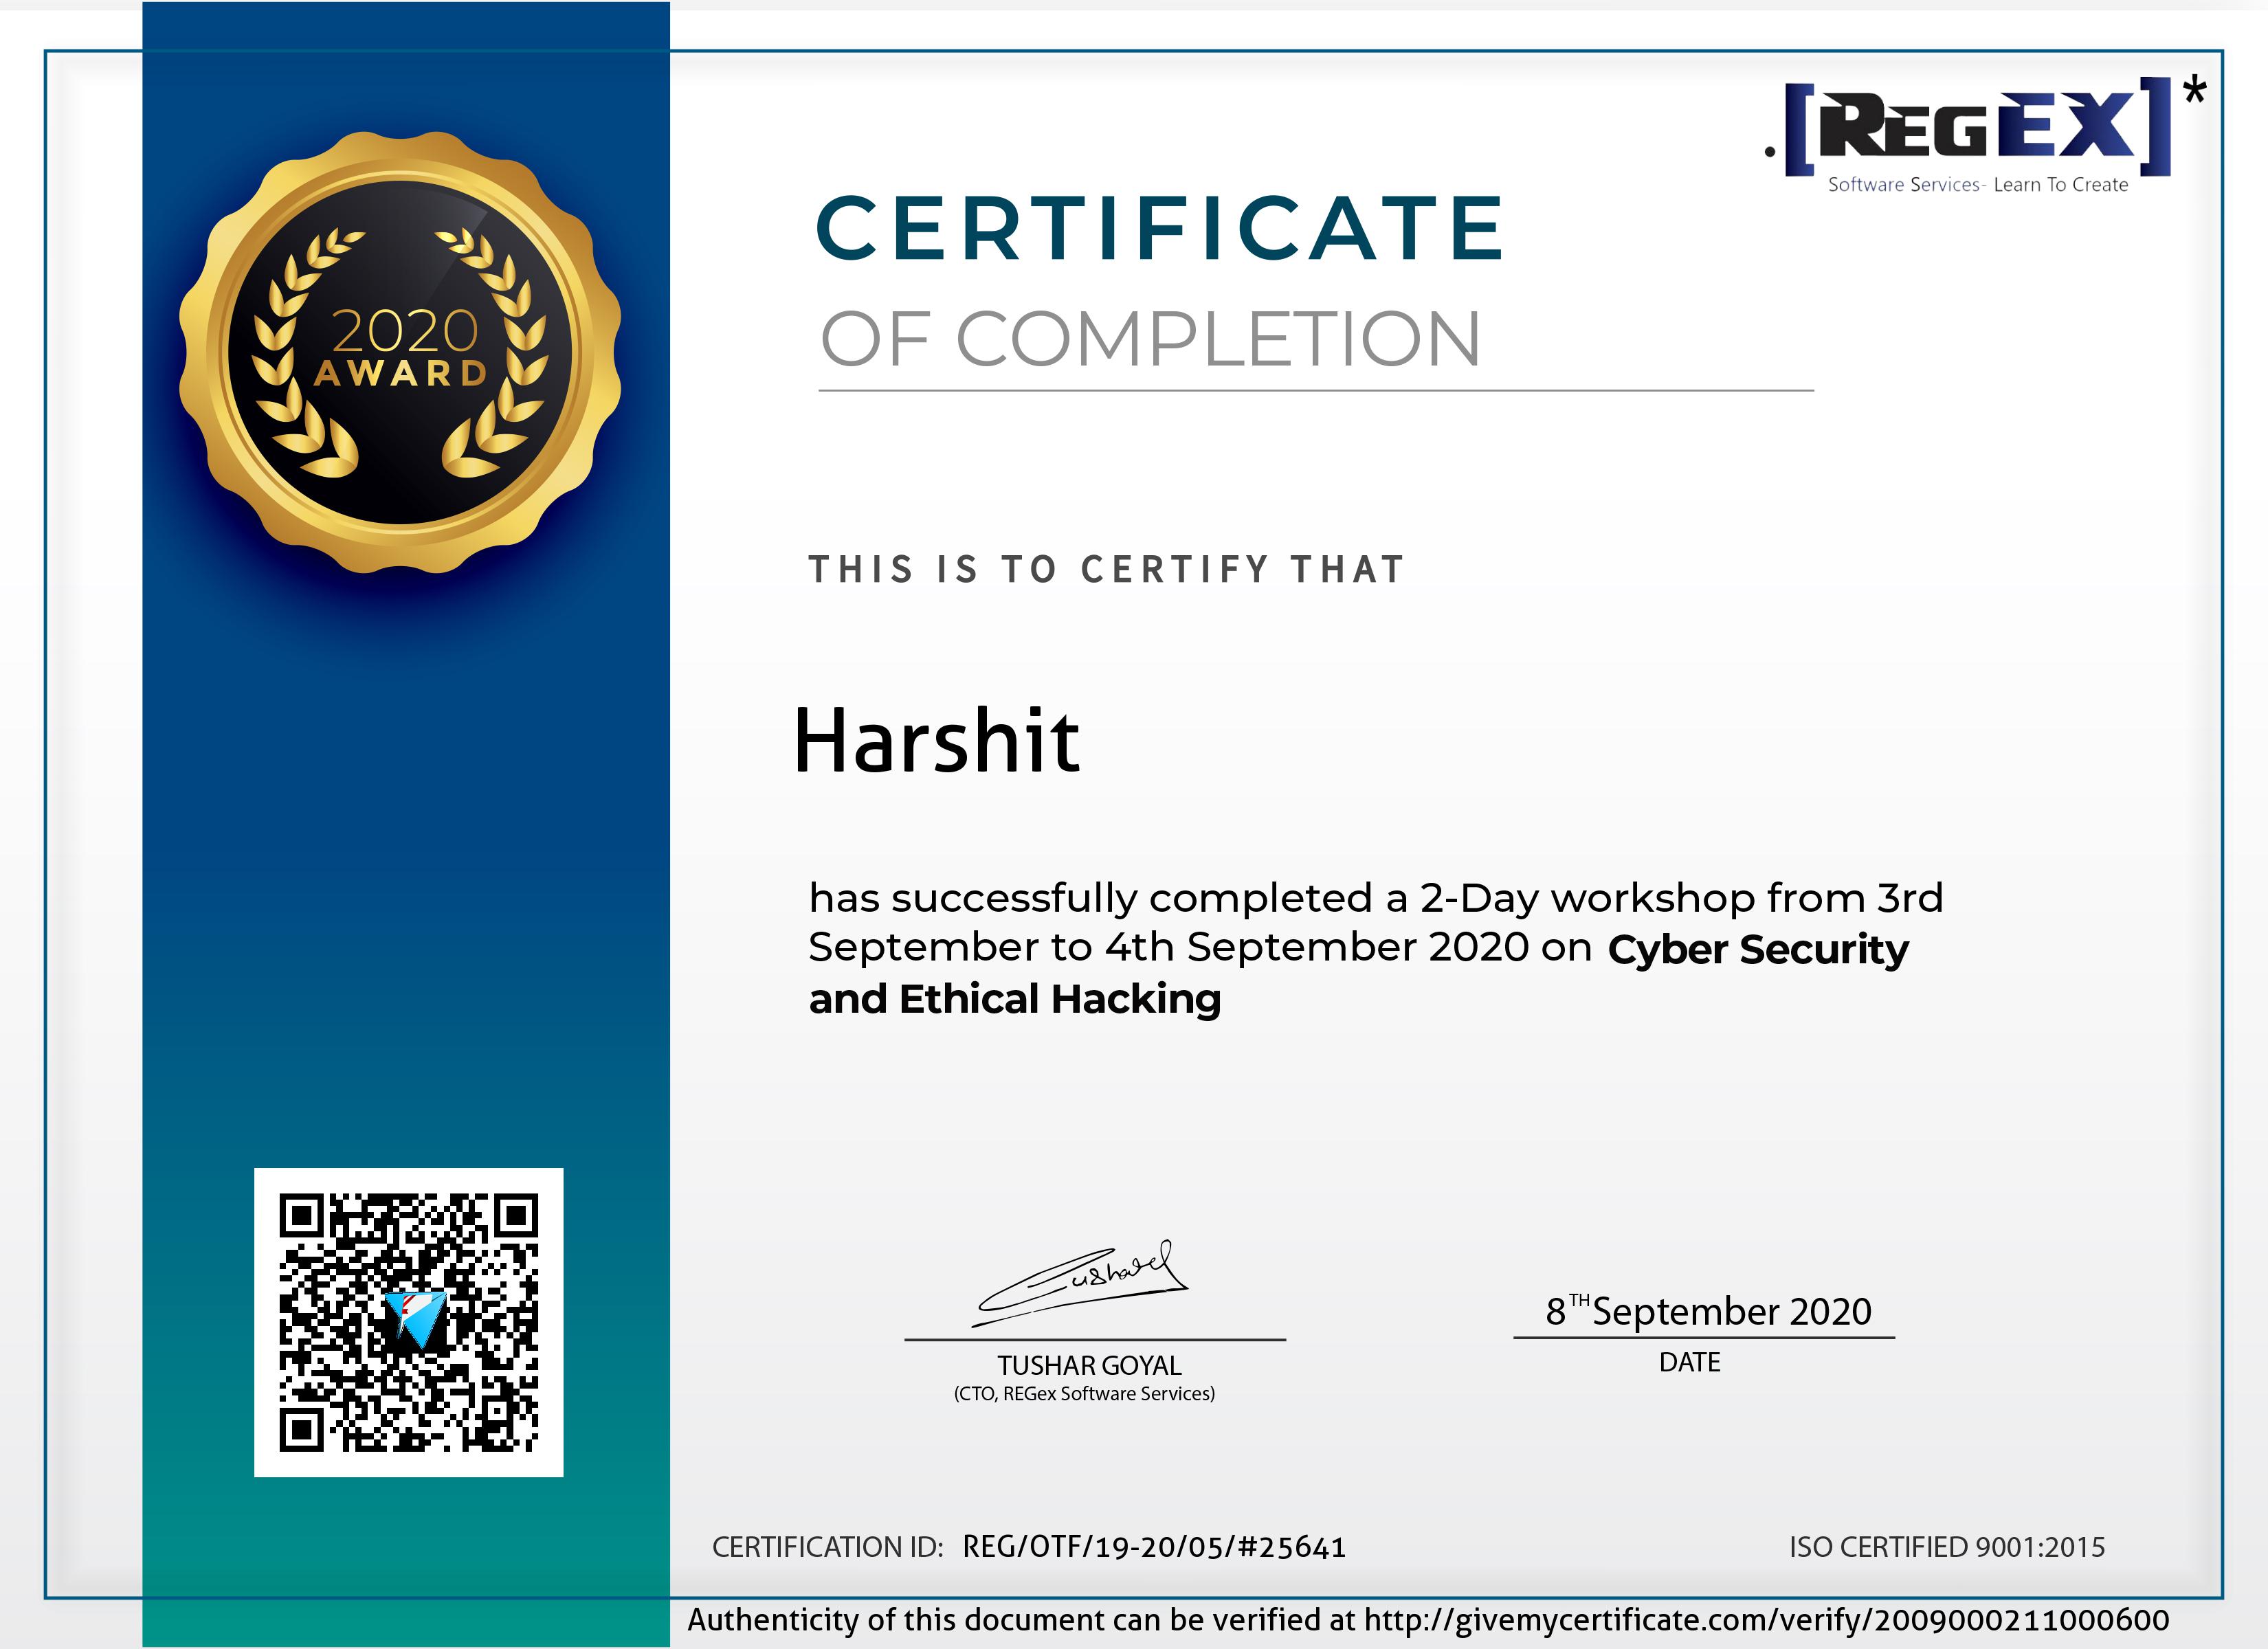 .[REGEX]*
Software Services- Learn To Create
2020
AWARD
CERTIFICATE
OF COMPLETION
THIS IS TO CERTIFY THAT
Harshit
has successfully completed a 2-Day workshop from 3rd
September to 4th September 2020 on Cyber Security
and Ethical Hacking
Tushar
TUSHAR GOYAL
(CTO, REGex Software Services)
8TH September 2020
DATE
CERTIFICATION ID: REG/OTF/19-20/05/#25641
ISO CERTIFIED 9001:2015
Authenticity of this document can be verified at http://givemycertificate.com/verify/2009000211000600